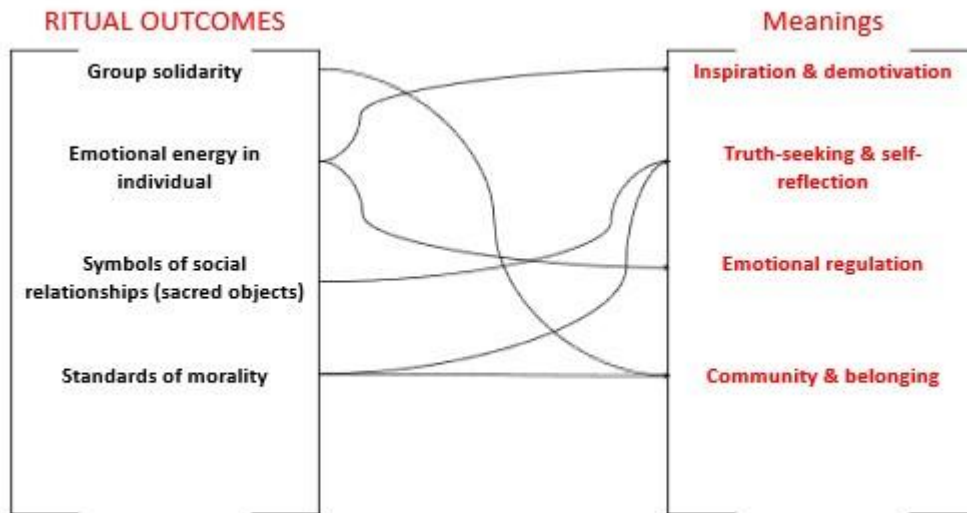 RITUAL OUTCOMES
Group solidarity
Emotional energy in
individual
Symbols of social
relationships (sacred objects)
Standards of morality
Meanings
Inspiration & demotivation
Truth-seeking & self-
reflection
Emotional regulation
Community & belonging